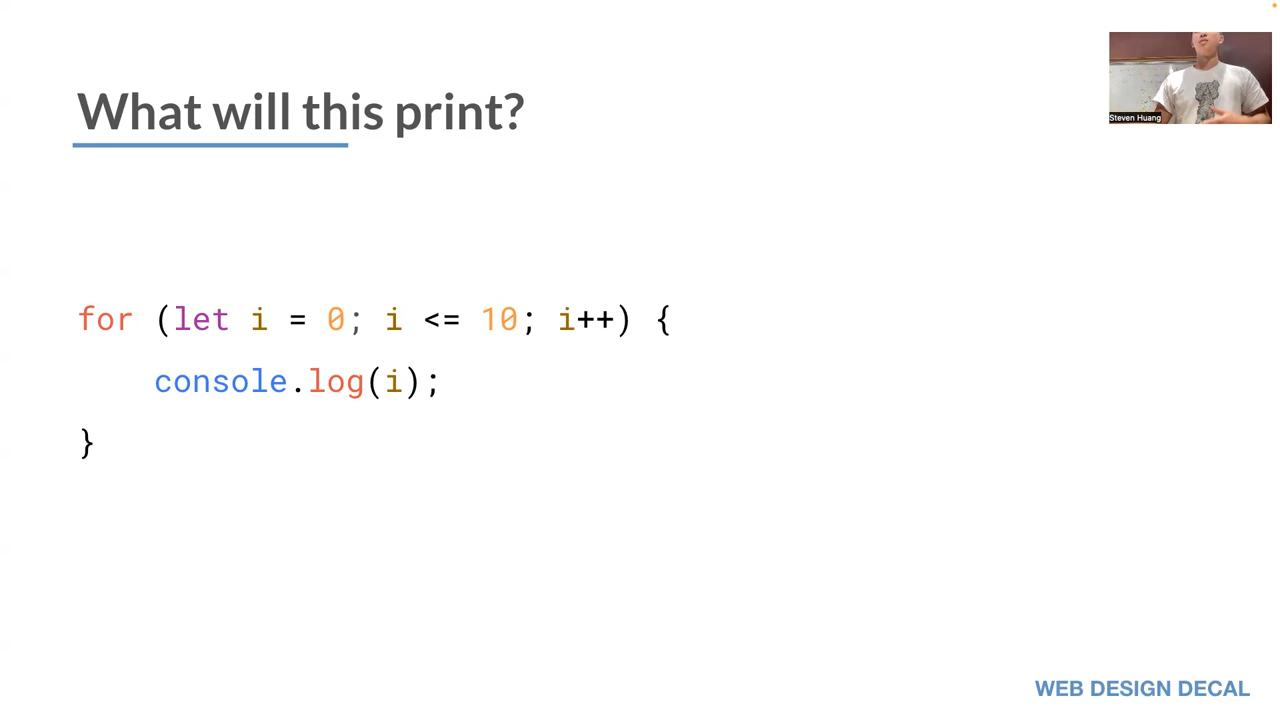 What will this print?
Steven Huang
for (let i = 0; i <= 10; i++) {
    console.log(i);
}
WEB DESIGN DECAL